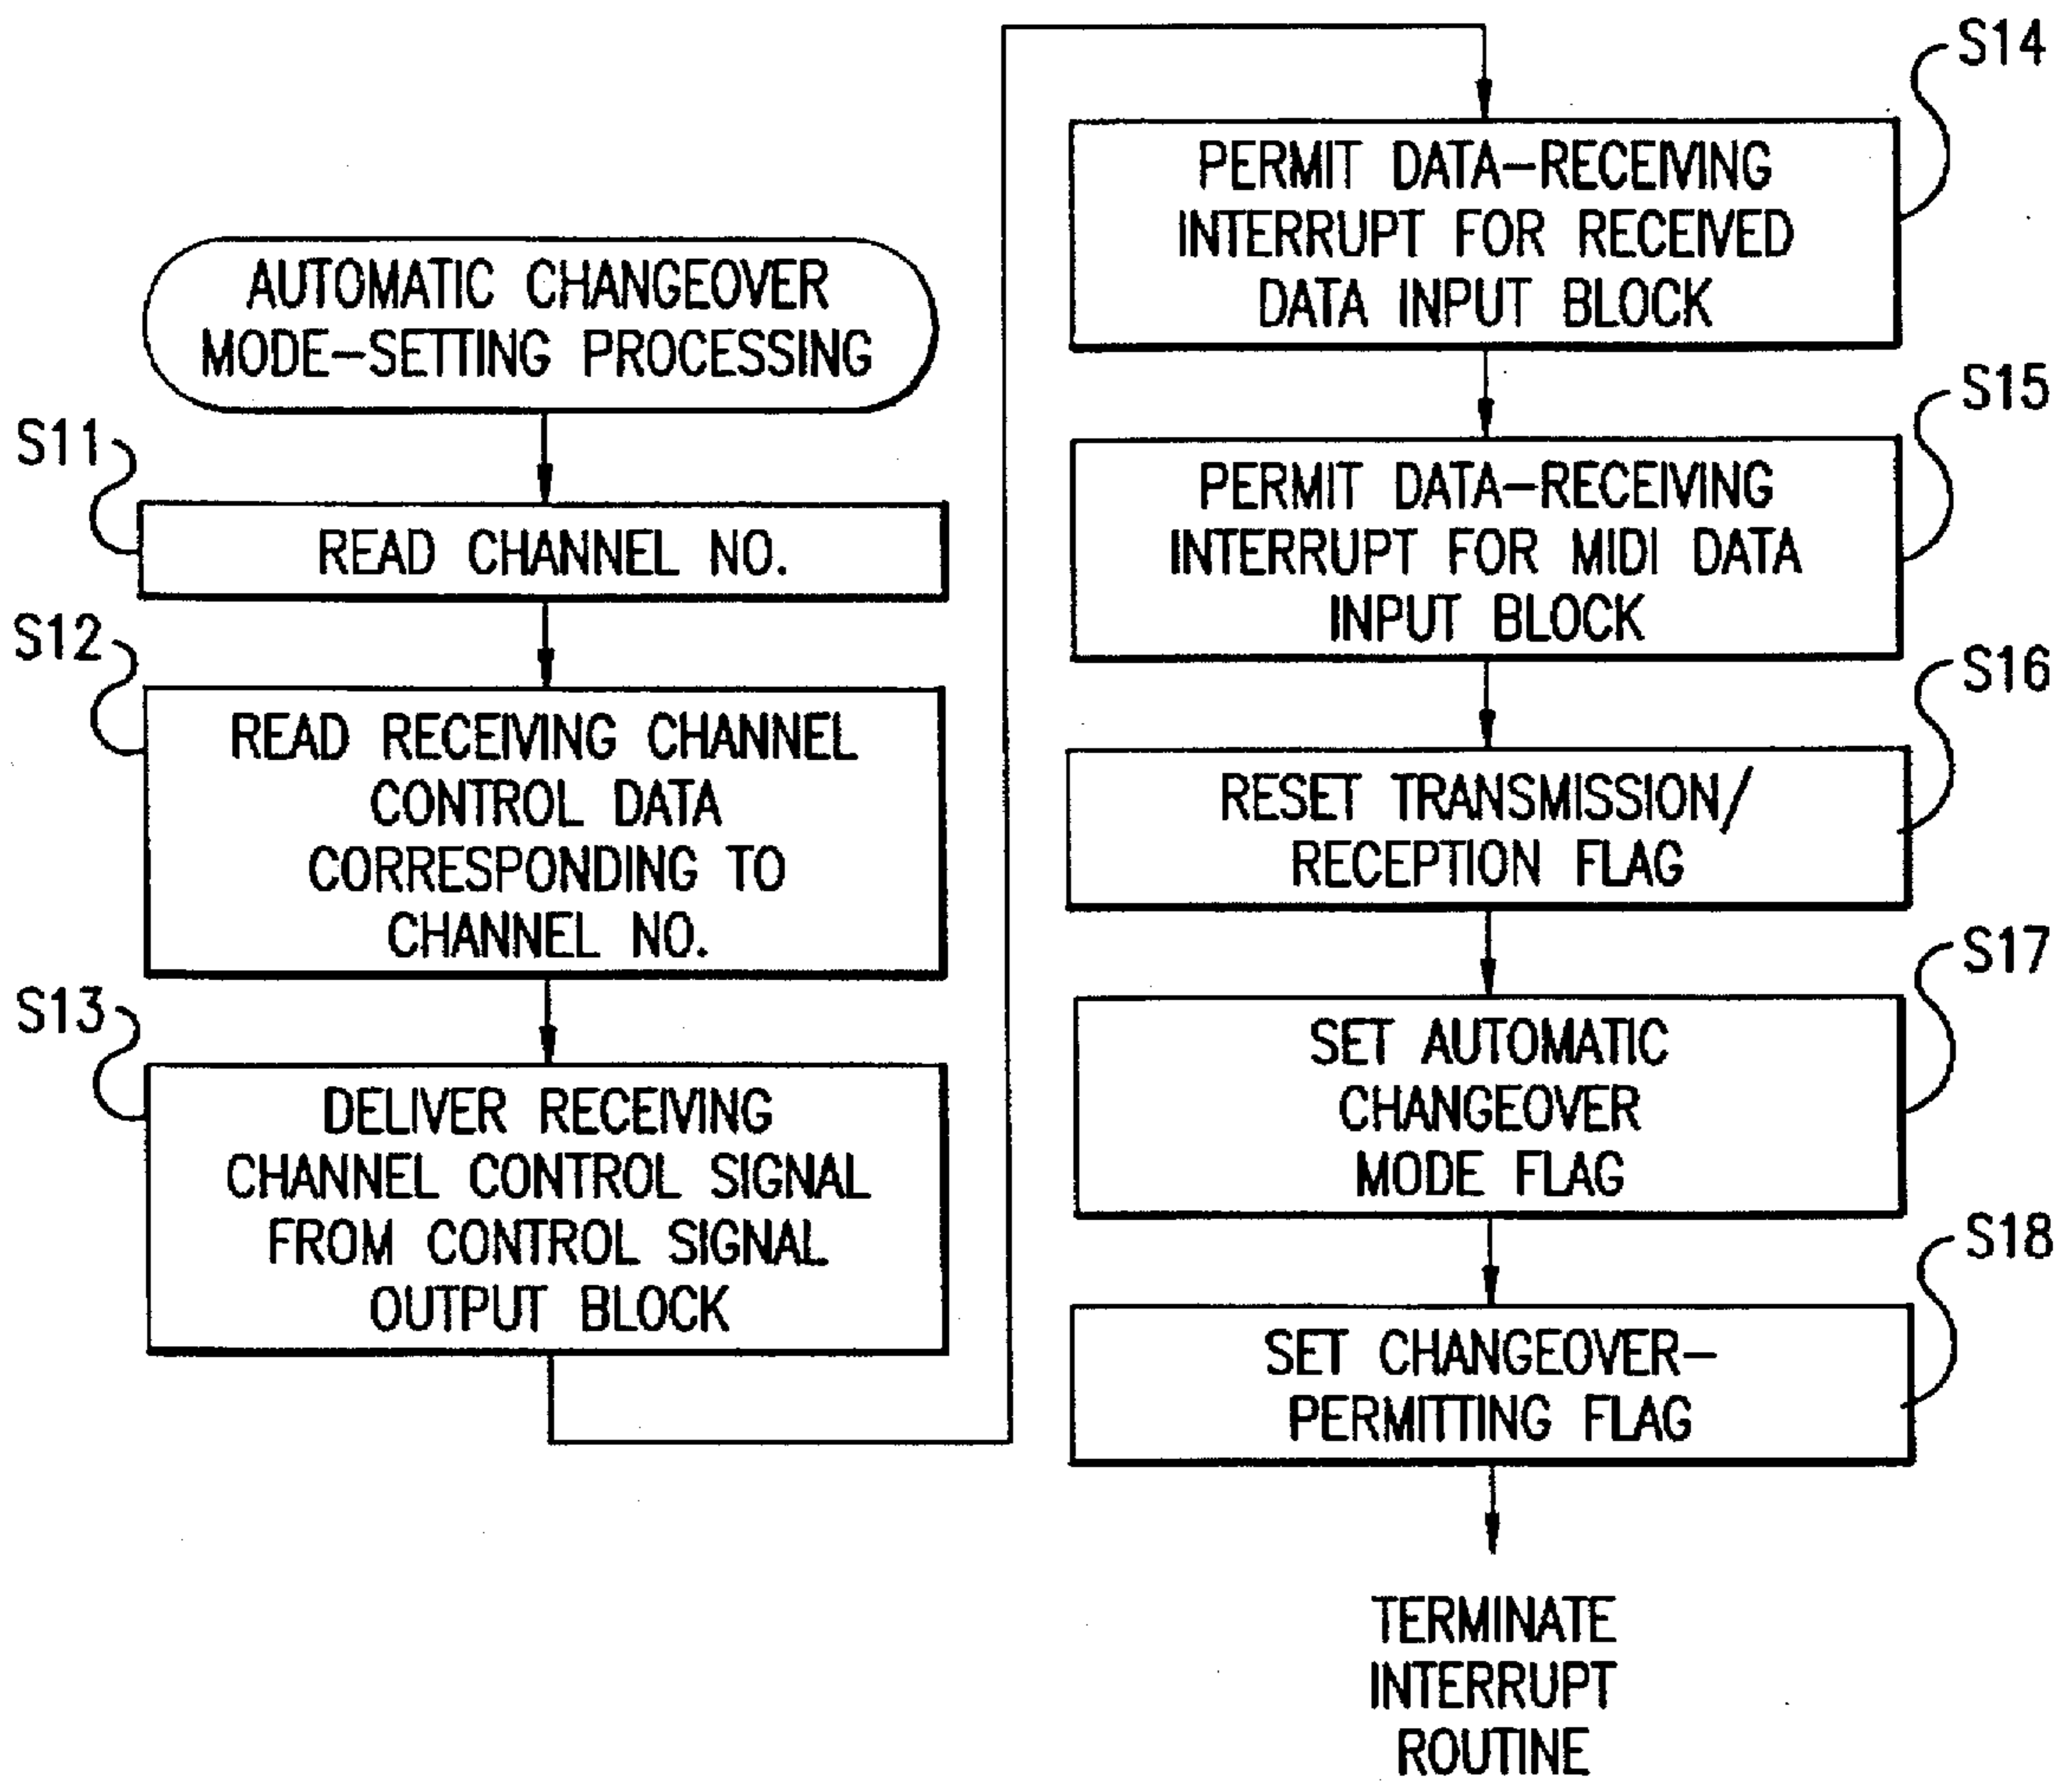 AUTOMATIC CHANGEOVER
MODE-SETTING PROCESSING
S11
READ CHANNEL NO.
S12
READ RECEIVING CHANNEL
CONTROL DATA
CORRESPONDING TO
CHANNEL NO.
S13
DELIVER RECEIVING
CHANNEL CONTROL SIGNAL
FROM CONTROL SIGNAL
OUTPUT BLOCK
S14
PERMIT DATA-RECEIVING
INTERRUPT FOR RECEIVED
DATA INPUT BLOCK
S15
PERMIT DATA-RECEIVING
INTERRUPT FOR MIDI DATA
INPUT BLOCK
S16
RESET TRANSMISSION/
RECEPTION FLAG
S17
SET AUTOMATIC
CHANGEOVER
MODE FLAG
S18
SET CHANGEOVER-
PERMITTING FLAG
TERMINATE
INTERRUPT
ROUTINE